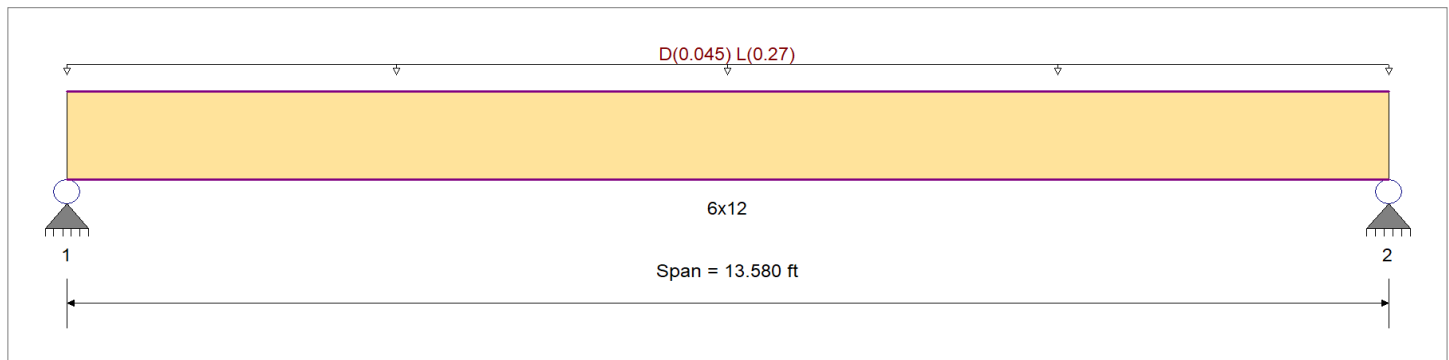 D(0.045) L(0.27)
6x12
1
2
Span = 13.580 ft